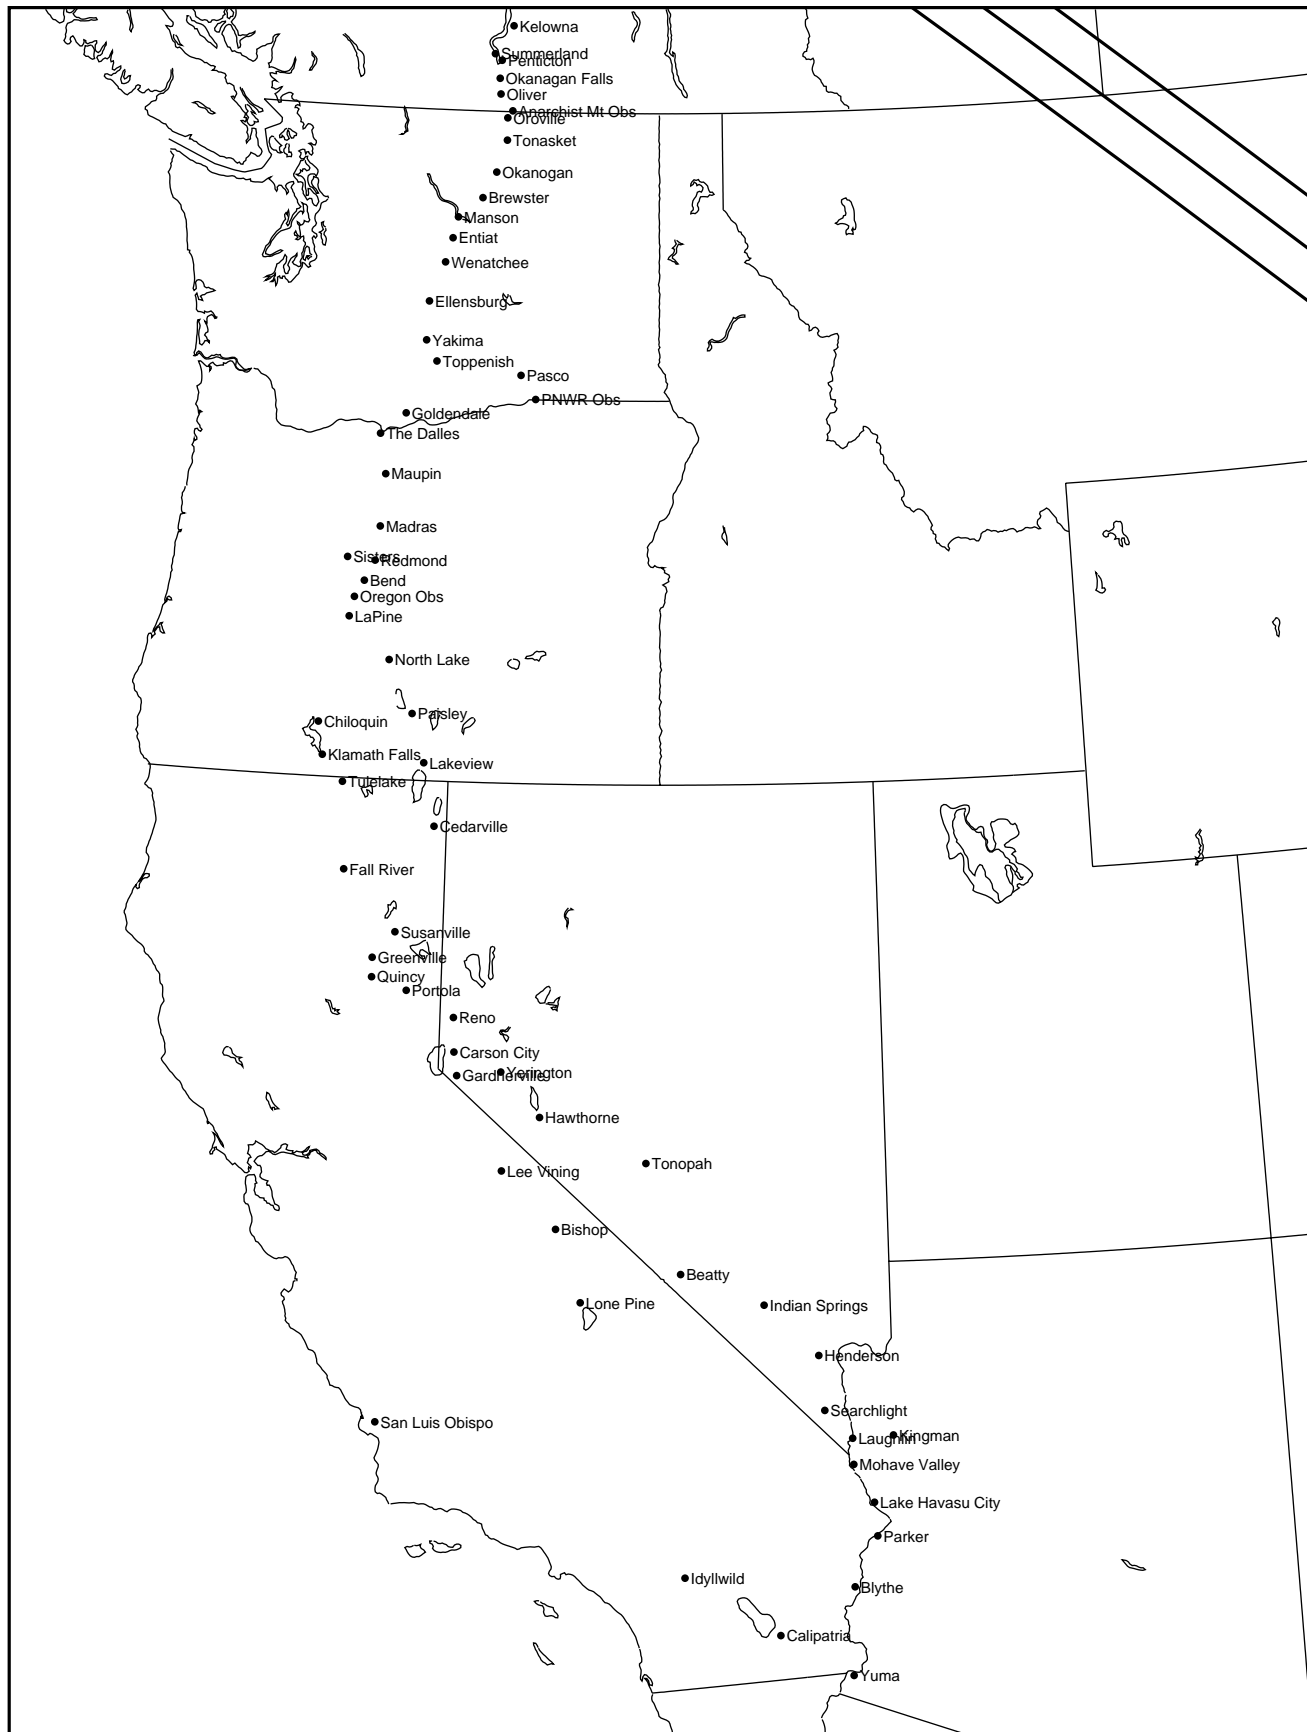 Kelowna
Summerland
Penticton
Okanagan Falls
Oliver
Anarchist Mt Obs
Oroville
Tonasket
Okanogan
Brewster
Manson
Entiat
Wenatchee
Ellensburg
Yakima
Toppenish
Pasco
PNWR Obs
Goldendale
The Dalles
Maupin
Madras
Sisters
Redmond
Bend
Oregon Obs
LaPine
North Lake
Paisley
Chiloquin
Klamath Falls
Lakeview
Tulelake
Cedarville
Fall River
Susanville
Greenville
Quincy
Portola
Reno
Carson City
Yerington
Gardnerville
Hawthorne
Tonopah
Lee Vining
Bishop
Beatty
Lone Pine
Indian Springs
Henderson
Searchlight
San Luis Obispo
Kingman
Laughlin
Mohave Valley
Lake Havasu City
Parker
Idyllwild
Blythe
Calipatria
Yuma